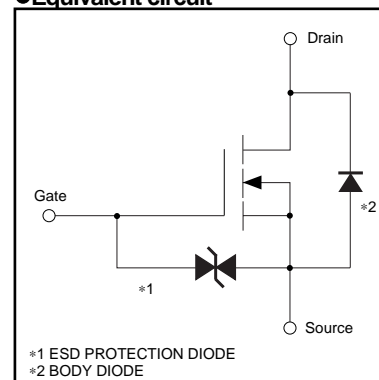 ●Equivalent circuit
Drain
Gate
∗2
∗1
Source
∗1 ESD PROTECTION DIODE
∗2 BODY DIODE